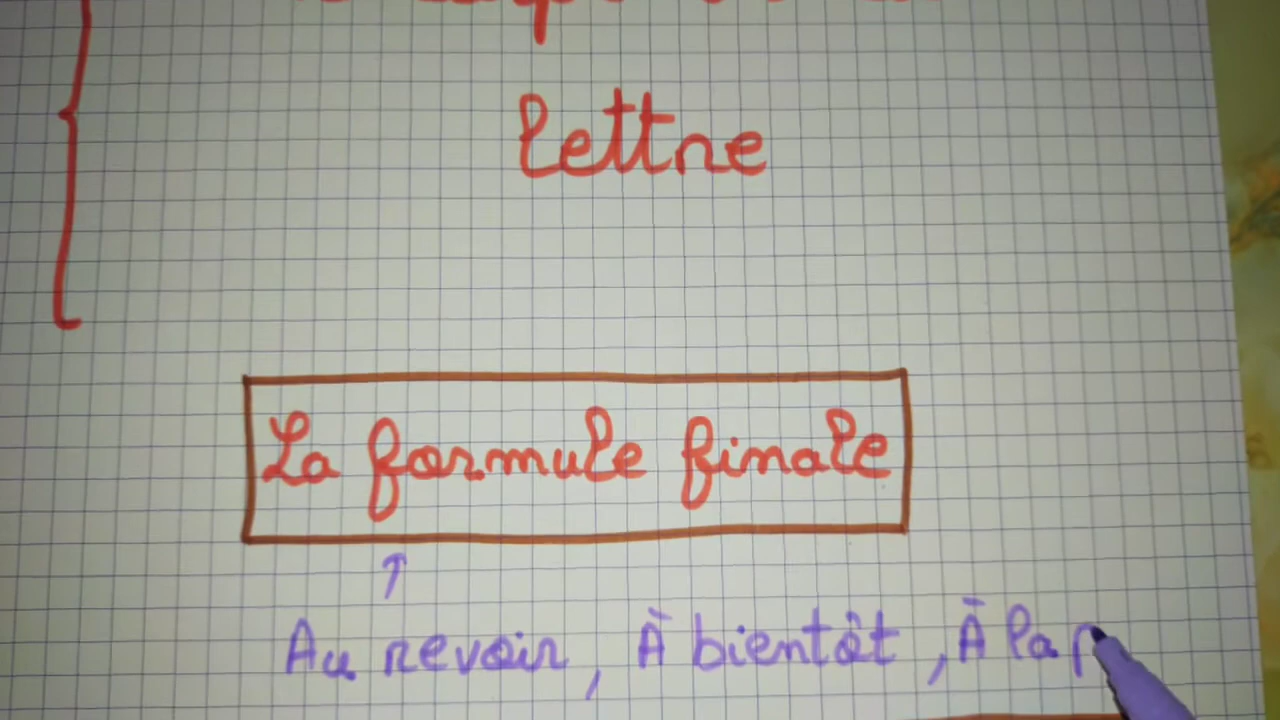 lettre
La formule finale
Au revoir, À bientôt, À la